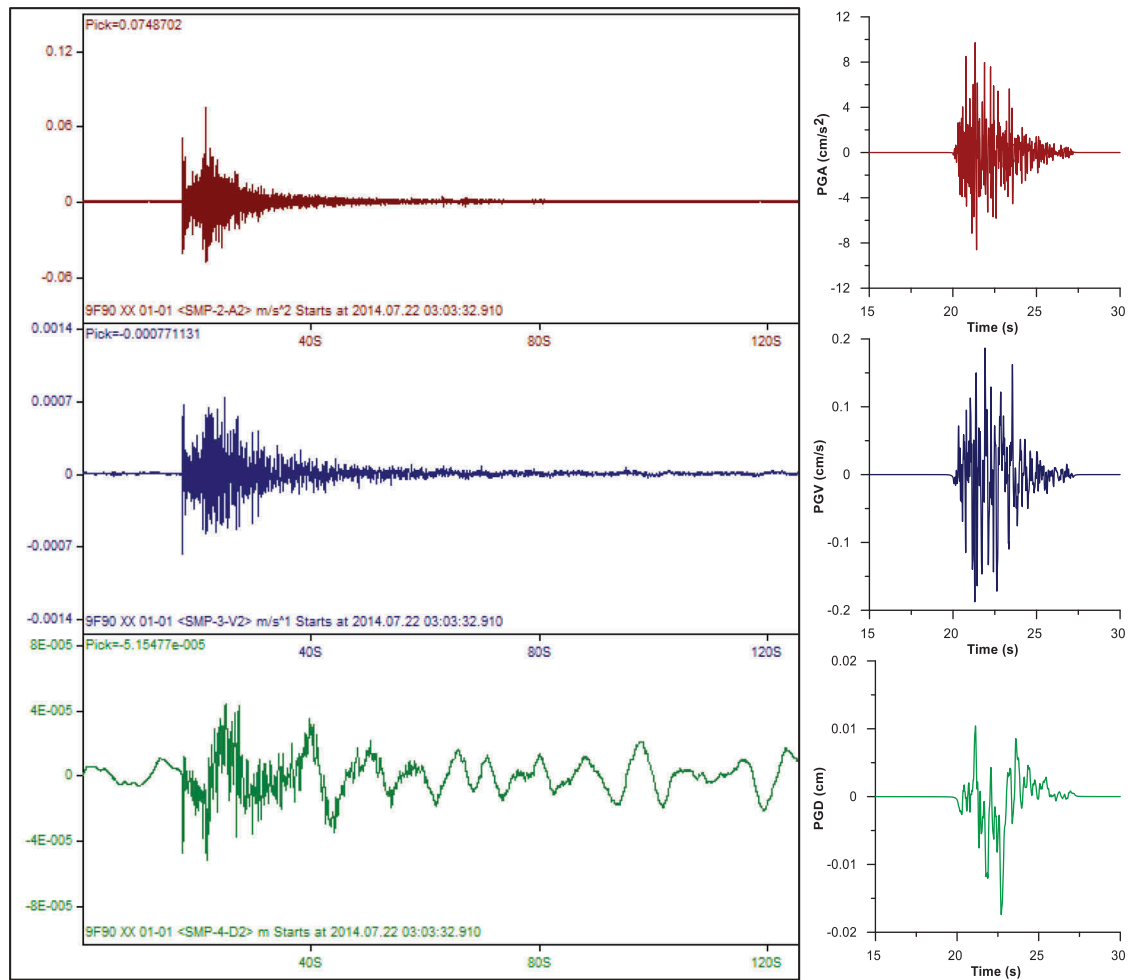 Pick=0.0748702
0.12
0.06
0
-0.06
9F90 XX 01-01 <SMP-2-A2> m/s^2 Starts at 2014.07.22 03:03:32.910
0.0014
Pick=-0.000771131
40S
80S
120S
0.0007
0
-0.0007
-0.0014
9F90 XX 01-01 <SMP-3-V2> m/s^1 Starts at 2014.07.22 03:03:32.910
8E-005
Pick=-5.15477e-005
40S
80S
120S
4E-005
0
-4E-005
-8E-005
9F90 XX 01-01 <SMP-4-D2> m Starts at 2014.07.22 03:03:32.910
40S
80S
120S
12
8
4
0
-4
-8
-12
PGA (cm/s2)
15
20
25
30
Time (s)
0.2
0.1
0
-0.1
-0.2
PGV (cm/s)
15
20
25
30
Time (s)
0.02
0.01
0
-0.01
-0.02
PGD (cm)
15
20
25
30
Time (s)